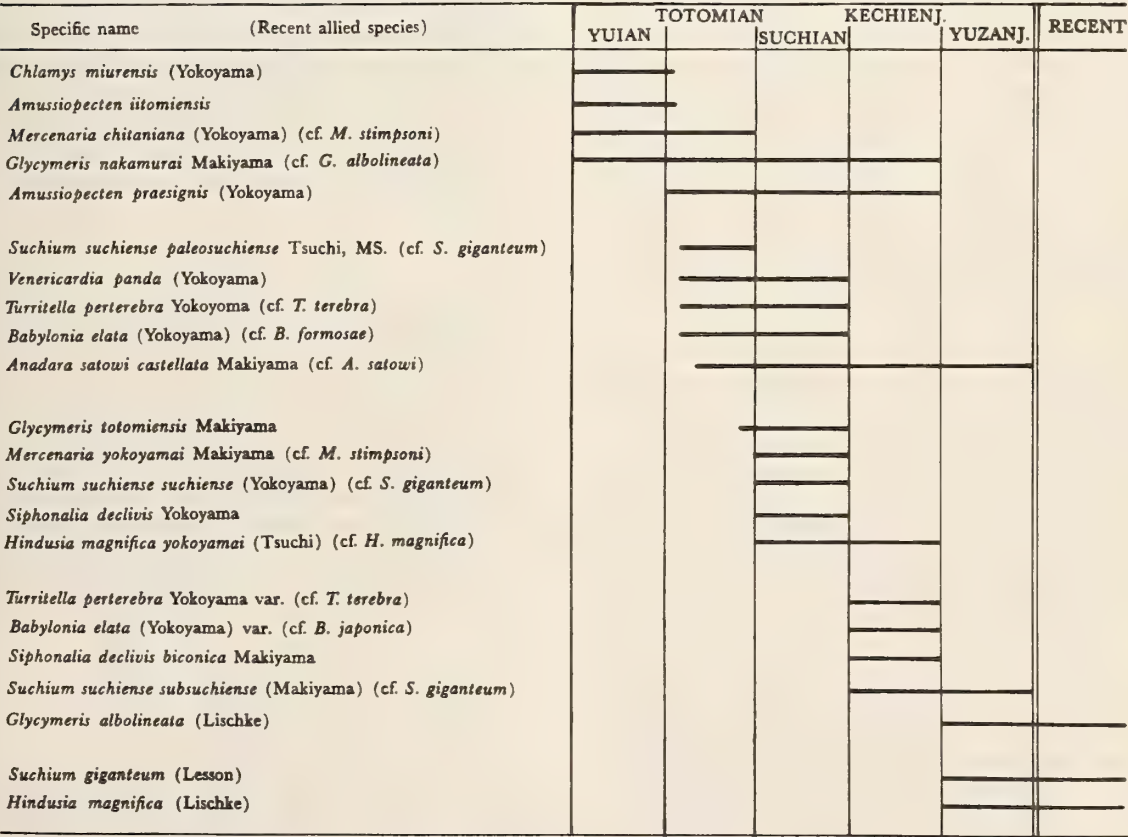 Specific name (Recent allied species) YUIAN TOTOMIAN SUCHIAN KECHIENJ. YUZANJ. RECENT
Chlamys miurensis (Yokoyama)
Amussiopecten iitomiensis
Mercenaria chitaniana (Yokoyama) (cf. M. stimpsoni)
Glycymeris nakamurai Makiyama (cf. G. albolineata)
Amussiopecten praesignis (Yokoyama)
Suchium suchiense paleosuchiense Tsuchi, MS. (cf. S. giganteum)
Venericardia panda (Yokoyama)
Turritella perterebra Yokoyoma (cf. T. terebra)
Babylonia elata (Yokoyama) (cf. B. formosae)
Anadara satowi castellata Makiyama (cf. A. satowi)
Glycymeris totomiensis Makiyama
Mercenaria yokoyamai Makiyama (cf. M. stimpsoni)
Suchium suchiense suchiense (Yokoyama) (cf. S. giganteum)
Siphonalia declivis Yokoyama
Hindusia magnifica yokoyamai (Tsuchi) (cf. H. magnifica)
Turritella perterebra Yokoyama var. (cf. T. terebra)
Babylonia elata (Yokoyama) var. (cf. B. japonica)
Siphonalia declivis biconica Makiyama
Suchium suchiense subsuchiense (Makiyama) (cf. S. giganteum)
Glycymeris albolineata (Lischke)
Suchium giganteum (Lesson)
Hindusia magnifica (Lischke)